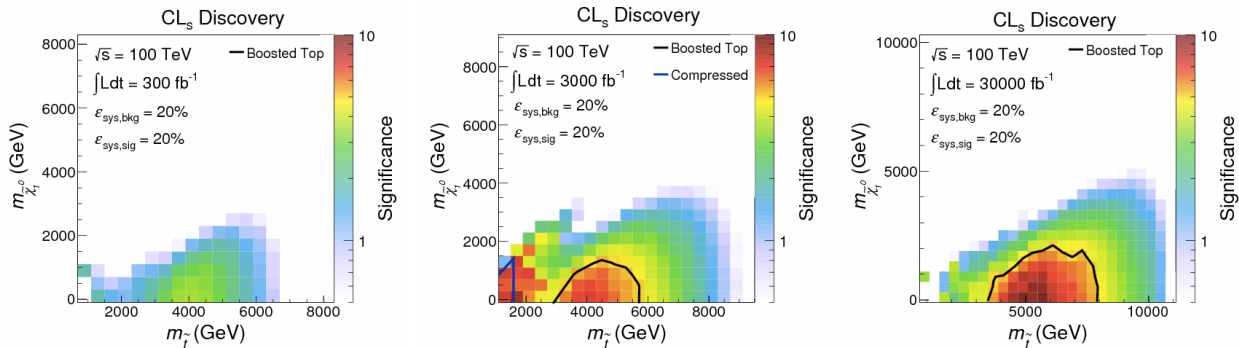 CLs Discovery
√s = 100 TeV
∫Ldt = 300 fb-1
εsys,bkg = 20%
εsys,sig = 20%
Boosted Top
8000
6000
4000
2000
0
2000 4000 6000 8000
mχ̃10 (GeV)
mt̃ (GeV)
10
1
Significance
CLs Discovery
√s = 100 TeV
∫Ldt = 3000 fb-1
εsys,bkg = 20%
εsys,sig = 20%
Boosted Top
Compressed
8000
6000
4000
2000
0
2000 4000 6000 8000
mχ̃10 (GeV)
mt̃ (GeV)
10
1
Significance
CLs Discovery
√s = 100 TeV
∫Ldt = 30000 fb-1
εsys,bkg = 20%
εsys,sig = 20%
Boosted Top
10000
5000
0
5000 10000
mχ̃10 (GeV)
mt̃ (GeV)
10
1
Significance